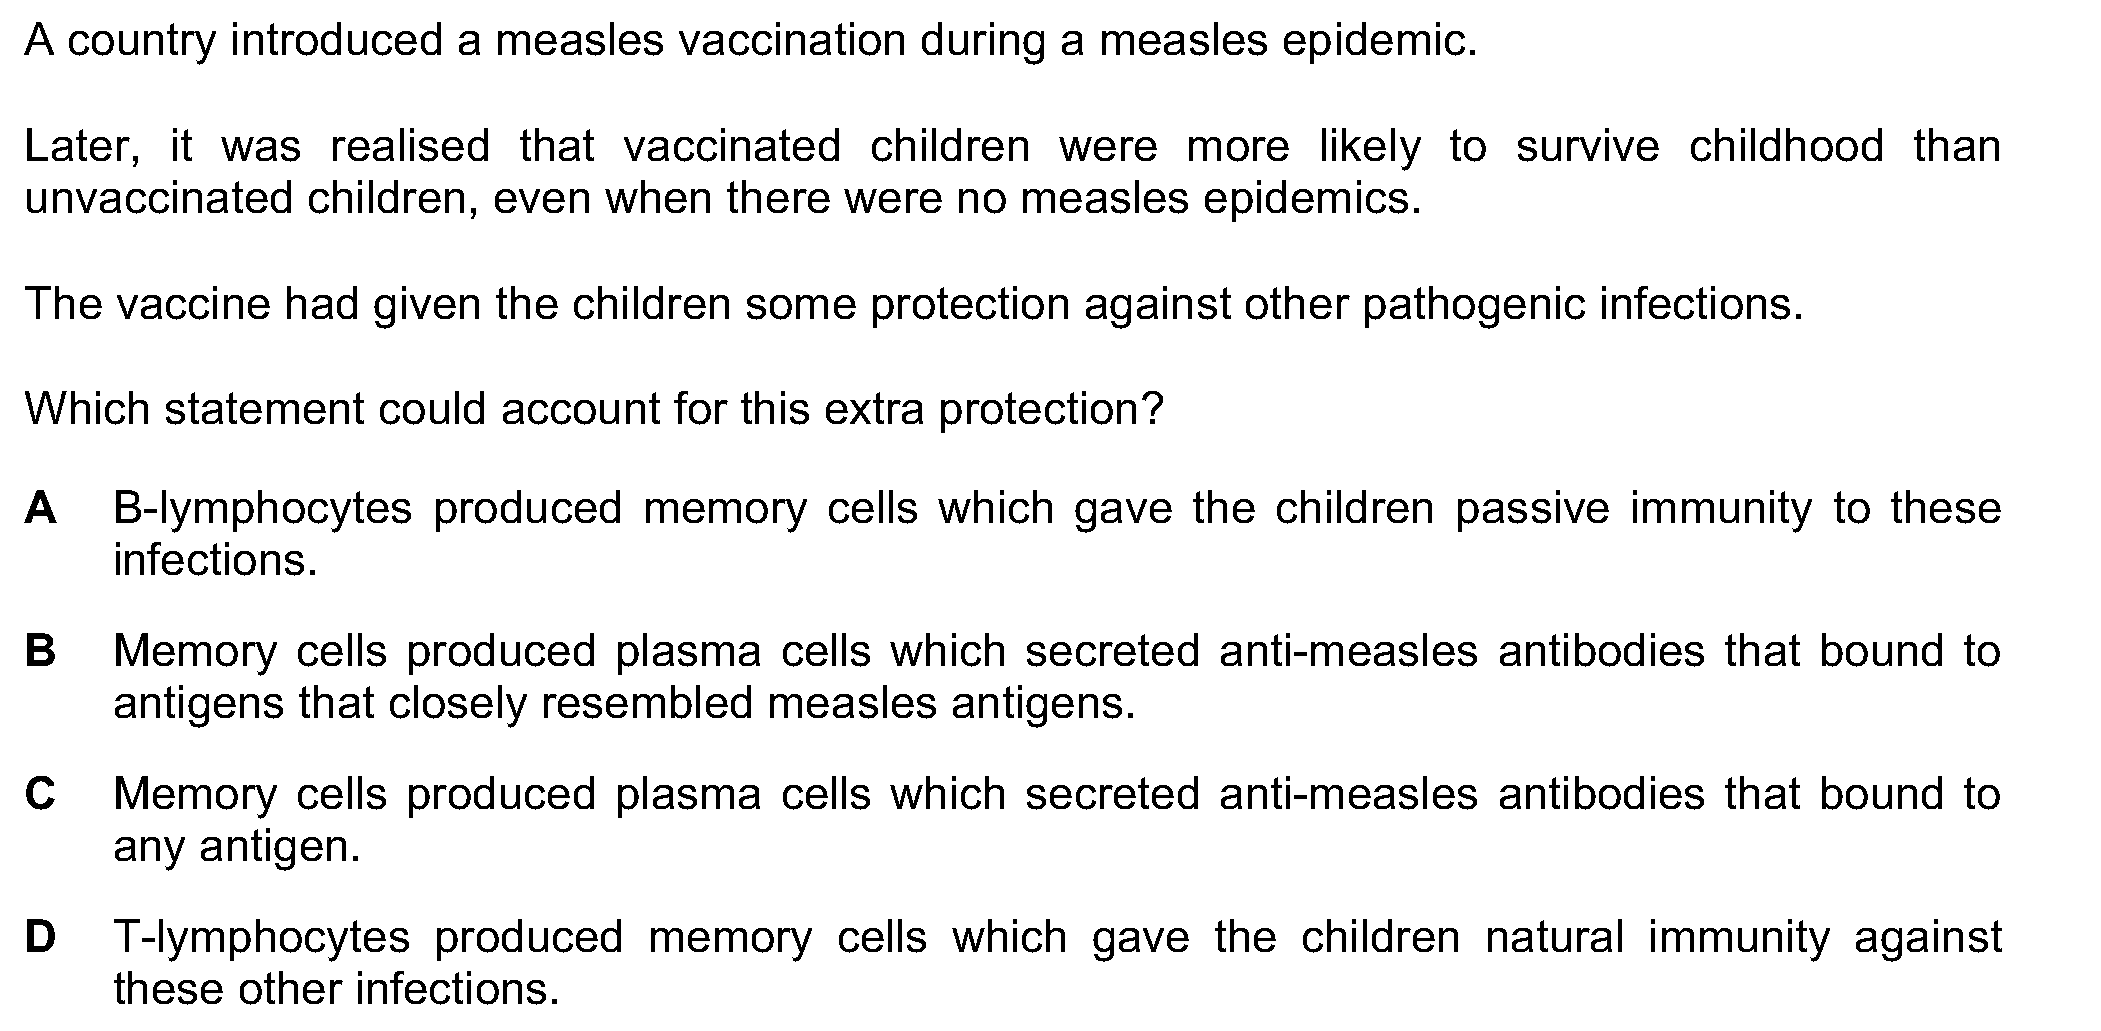 A country introduced a measles vaccination during a measles epidemic.
Later, it was realised that vaccinated children were more likely to survive childhood than
unvaccinated children, even when there were no measles epidemics.
The vaccine had given the children some protection against other pathogenic infections.
Which statement could account for this extra protection?
A B-lymphocytes produced memory cells which gave the children passive immunity to these
infections.
B Memory cells produced plasma cells which secreted anti-measles antibodies that bound to
antigens that closely resembled measles antigens.
C Memory cells produced plasma cells which secreted anti-measles antibodies that bound to
any antigen.
D T-lymphocytes produced memory cells which gave the children natural immunity against
these other infections.